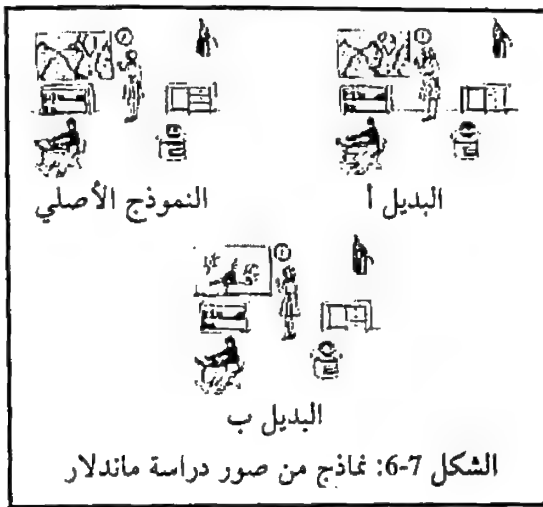 البديل أ
النموذج الأصلي
البديل ب
الشكل 7-6: نماذج من صور دراسة ماندلار